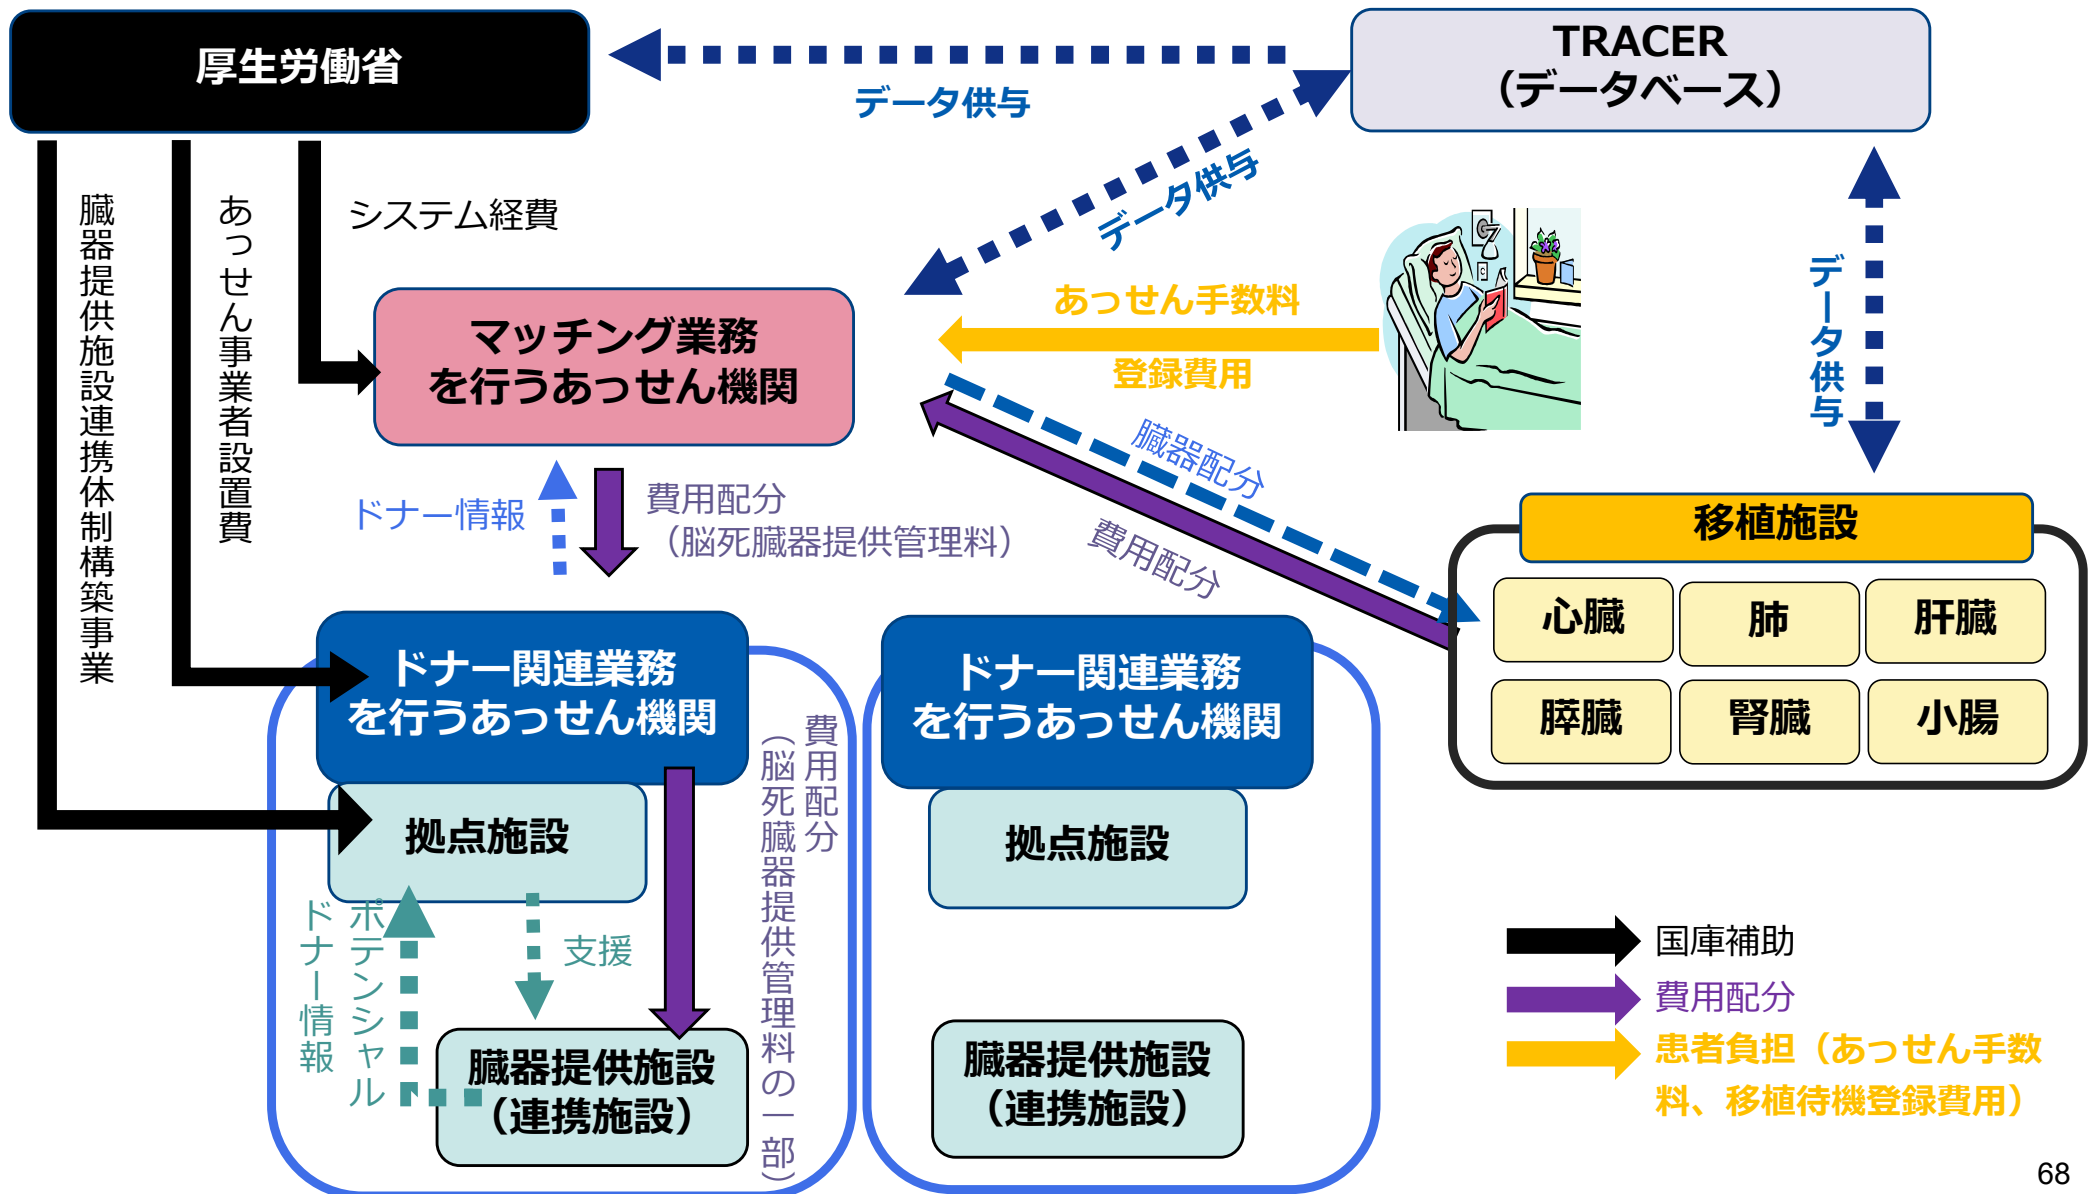 厚生労働省
TRACER
（データベース）
データ供与
データ供与
データ供与
臓器提供施設連携体制構築事業
あっせん事業者設置費
システム経費
マッチング業務
を行うあっせん機関
あっせん手数料
登録費用
臓器配分
費用配分
ドナー情報
費用配分
（脳死臓器提供管理料）
移植施設
心臓
肺
肝臓
膵臓
腎臓
小腸
ドナー関連業務
を行うあっせん機関
拠点施設
費用配分
（脳死臓器提供管理料の一部）
ポテンシャル
ドナー情報
支援
臓器提供施設
（連携施設）
ドナー関連業務
を行うあっせん機関
拠点施設
臓器提供施設
（連携施設）
国庫補助
費用配分
患者負担（あっせん手数
料、移植待機登録費用）
68